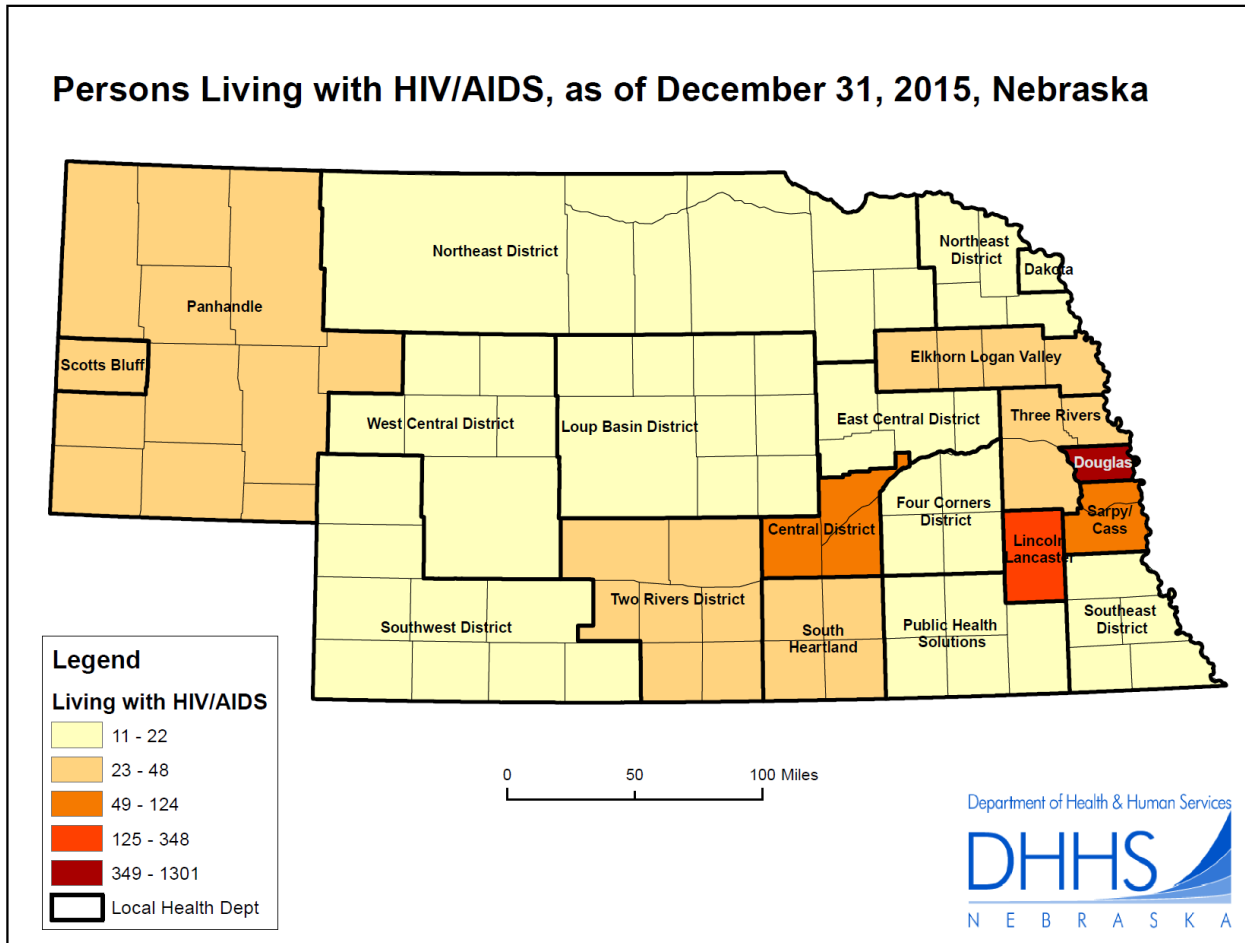 Persons Living with HIV/AIDS, as of December 31, 2015, Nebraska
Northeast District
Northeast
District
Dakota
Panhandle
Scotts Bluff
Elkhorn Logan Valley
West Central District
Loup Basin District
East Central District
Three Rivers
Douglas
Four Corners
District
Sarpy/
Cass
Central District
Lincoln
Lancaster
Two Rivers District
Southwest District
South
Heartland
Public Health
Solutions
Southeast
District
Legend
Living with HIV/AIDS
11 - 22
23 - 48
49 - 124
125 - 348
349 - 1301
Local Health Dept
0 50 100 Miles
Department of Health & Human Services
DHHS
NEBRASKA